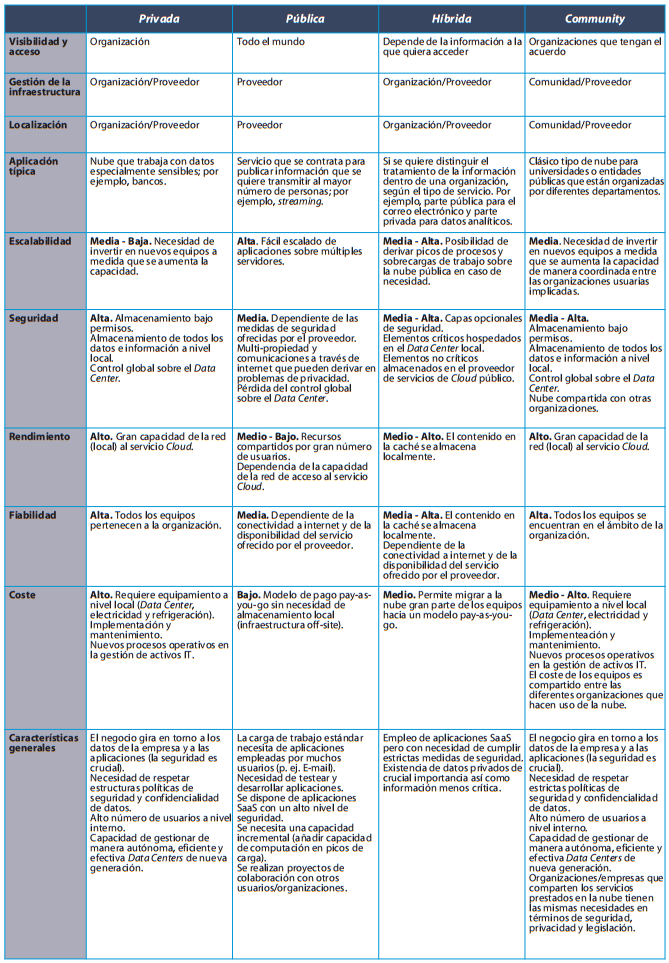 Privada
Pública
Híbrida
Community
Visibilidad y
acceso
Organización
Todo el mundo
Depende de la información a la
que quiera acceder
Organizaciones que tengan el
acuerdo
Gestión de la
infraestructura
Organización/Proveedor
Proveedor
Organización/Proveedor
Comunidad/Proveedor
Localización
Organización/Proveedor
Proveedor
Organización/Proveedor
Comunidad/Proveedor
Aplicación
típica
Nube que trabaja con datos
especialmente sensibles; por
ejemplo, bancos.
Servicio que se contrata para
publicar información que se
quiere transmitir al mayor
número de personas; por
ejemplo, streaming.
Si se quiere distinguir el
tratamiento de la información
dentro de una organización,
según el tipo de servicio. Por
ejemplo, parte pública para el
correo electrónico y parte
privada para datos analíticos.
Clásico tipo de nube para
universidades o entidades
públicas que están organizadas
por diferentes departamentos.
Escalabilidad
Media - Baja. Necesidad de
invertir en nuevos equipos a
medida que se aumenta la
capacidad.
Alta. Fácil escalado de
aplicaciones sobre múltiples
servidores.
Media - Alta. Posibilidad de
derivar picos de procesos y
sobrecargas de trabajo sobre
la nube pública en caso de
necesidad.
Media. Necesidad de invertir
en nuevos equipos a medida
que se aumenta la capacidad
de manera coordinada entre
las organizaciones usuarias
implicadas.
Seguridad
Alta. Almacenamiento bajo
permisos.
Almacenamiento de todos los
datos e información a nivel
local.
Control global sobre el Data
Center.
Media. Dependiente de las
medidas de seguridad
ofrecidas por el proveedor.
Multi-propiedad y
comunicaciones a través de
internet que pueden derivar en
problemas de privacidad.
Pérdida del control global
sobre el Data Center.
Híbrida - Alta. Capas opcionales
de seguridad.
Elementos críticos hospedados
en el Data Center local.
Elementos no críticos
almacenados en el proveedor
de servicios de Cloud público.
Media - Alta.
Almacenamiento bajo
permisos.
Almacenamiento de todos los
datos e información a nivel
local.
Control global sobre el Data
Center.
Nube compartida con otras
organizaciones.
Rendimiento
Alto. Gran capacidad de la red
(local) al servicio Cloud.
Medio - Bajo. Recursos
compartidos por gran número
de usuarios.
Dependencia de la capacidad
de la red de acceso al servicio
Cloud.
Medio - Alto. El contenido en
la caché se almacena
localmente.
Alto. Gran capacidad de la
red (local) al servicio Cloud.
Fiabilidad
Alta. Todos los equipos
pertenecen a la organización.
Media. Dependiente de la
conectividad a internet y de la
disponibilidad del servicio
ofrecido por el proveedor.
Media - Alta. El contenido en
la caché se almacena
localmente.
Dependiente de la
conectividad a internet y de la
disponibilidad del servicio
ofrecido por el proveedor.
Alta. Todos los equipos se
encuentran en el ámbito de la
organización.
Coste
Alto. Requiere equipamiento a
nivel local (Data Center,
electricidad y refrigeración).
Implementación y
mantenimiento.
Nuevos procesos operativos en
la gestión de activos IT.
Bajo. Modelo de pago pay-as-
you-go sin necesidad de
almacenamiento local
(infraestructura off-site).
Medio. Permite migrar a la
nube gran parte de los equipos
hacia un modelo pay-as-you-
go.
Medio - Alto. Requiere
equipamiento a nivel local
(Data Center, electricidad y
refrigeración).
Implementeación y
mantenimiento.
Nuevos procesos operativos
en la gestión de activos IT.
El coste de los equipos es
compartido entre las
diferentes organizaciones que
hacen uso de la nube.
Características
generales
El negocio gira en torno a los
datos de la empresa y a las
aplicaciones (la seguridad es
crucial).
Necesidad de respetar
estructuras políticas de
seguridad y confidencialidad
de datos.
Alto número de usuarios a nivel
interno.
Capacidad de gestionar de
manera autónoma, eficiente y
efectiva Data Centers de nueva
generación.
La carga de trabajo estándar
necesita de aplicaciones
empleadas por muchos
usuarios (p. ej. E-mail).
Necesidad de testear y
desarrollar aplicaciones.
Se dispone de aplicaciones
SaaS con un alto nivel de
seguridad.
Se necesita una capacidad
incremental (añadir capacidad
de computación en picos de
carga).
Se realizan proyectos de
colaboración con otros
usuarios/organizaciones.
Empleo de aplicaciones SaaS
pero con necesidad de cumplir
estrictas medidas de seguridad.
Existencia de datos privados de
crucial importancia así como
información menos crítica.
El negocio gira en torno a los
datos de la empresa y a las
aplicaciones (la seguridad es
crucial).
Necesidad de respetar
estrictas políticas de
seguridad y confidencialidad
de datos.
Alto número de usuarios a
nivel interno.
Capacidad de gestionar de
manera autónoma, eficiente y
efectiva Data Centers de
nueva generación.
Organizaciones/empresas que
comparten los servicios
prestados en la nube tienen
las mismas necesidades en
términos de seguridad,
privacidad y legislación.